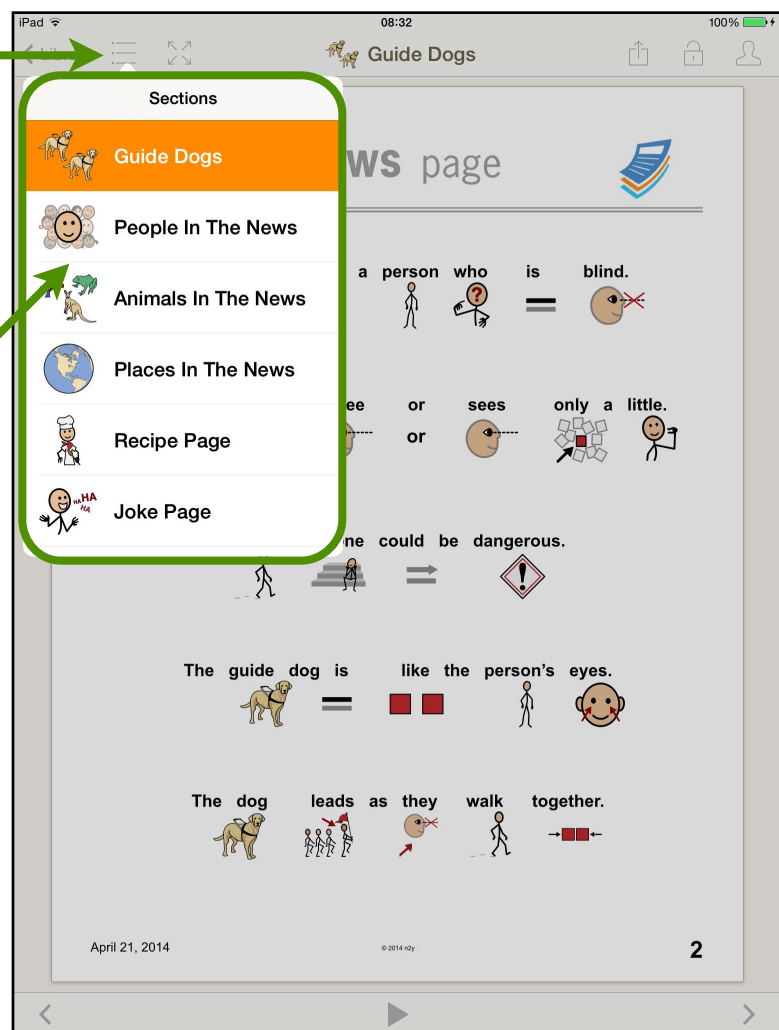 iPad 08:32 100%
Guide Dogs
Sections
Guide Dogs
People In The News
Animals In The News
Places In The News
Recipe Page
Joke Page
HA HA HA
page
a person who is blind.
?
or sees only a little.
or
could be dangerous.
!
The guide dog is like the person's eyes.
The dog leads as they walk together.
April 21, 2014 © 2014 n2y 2